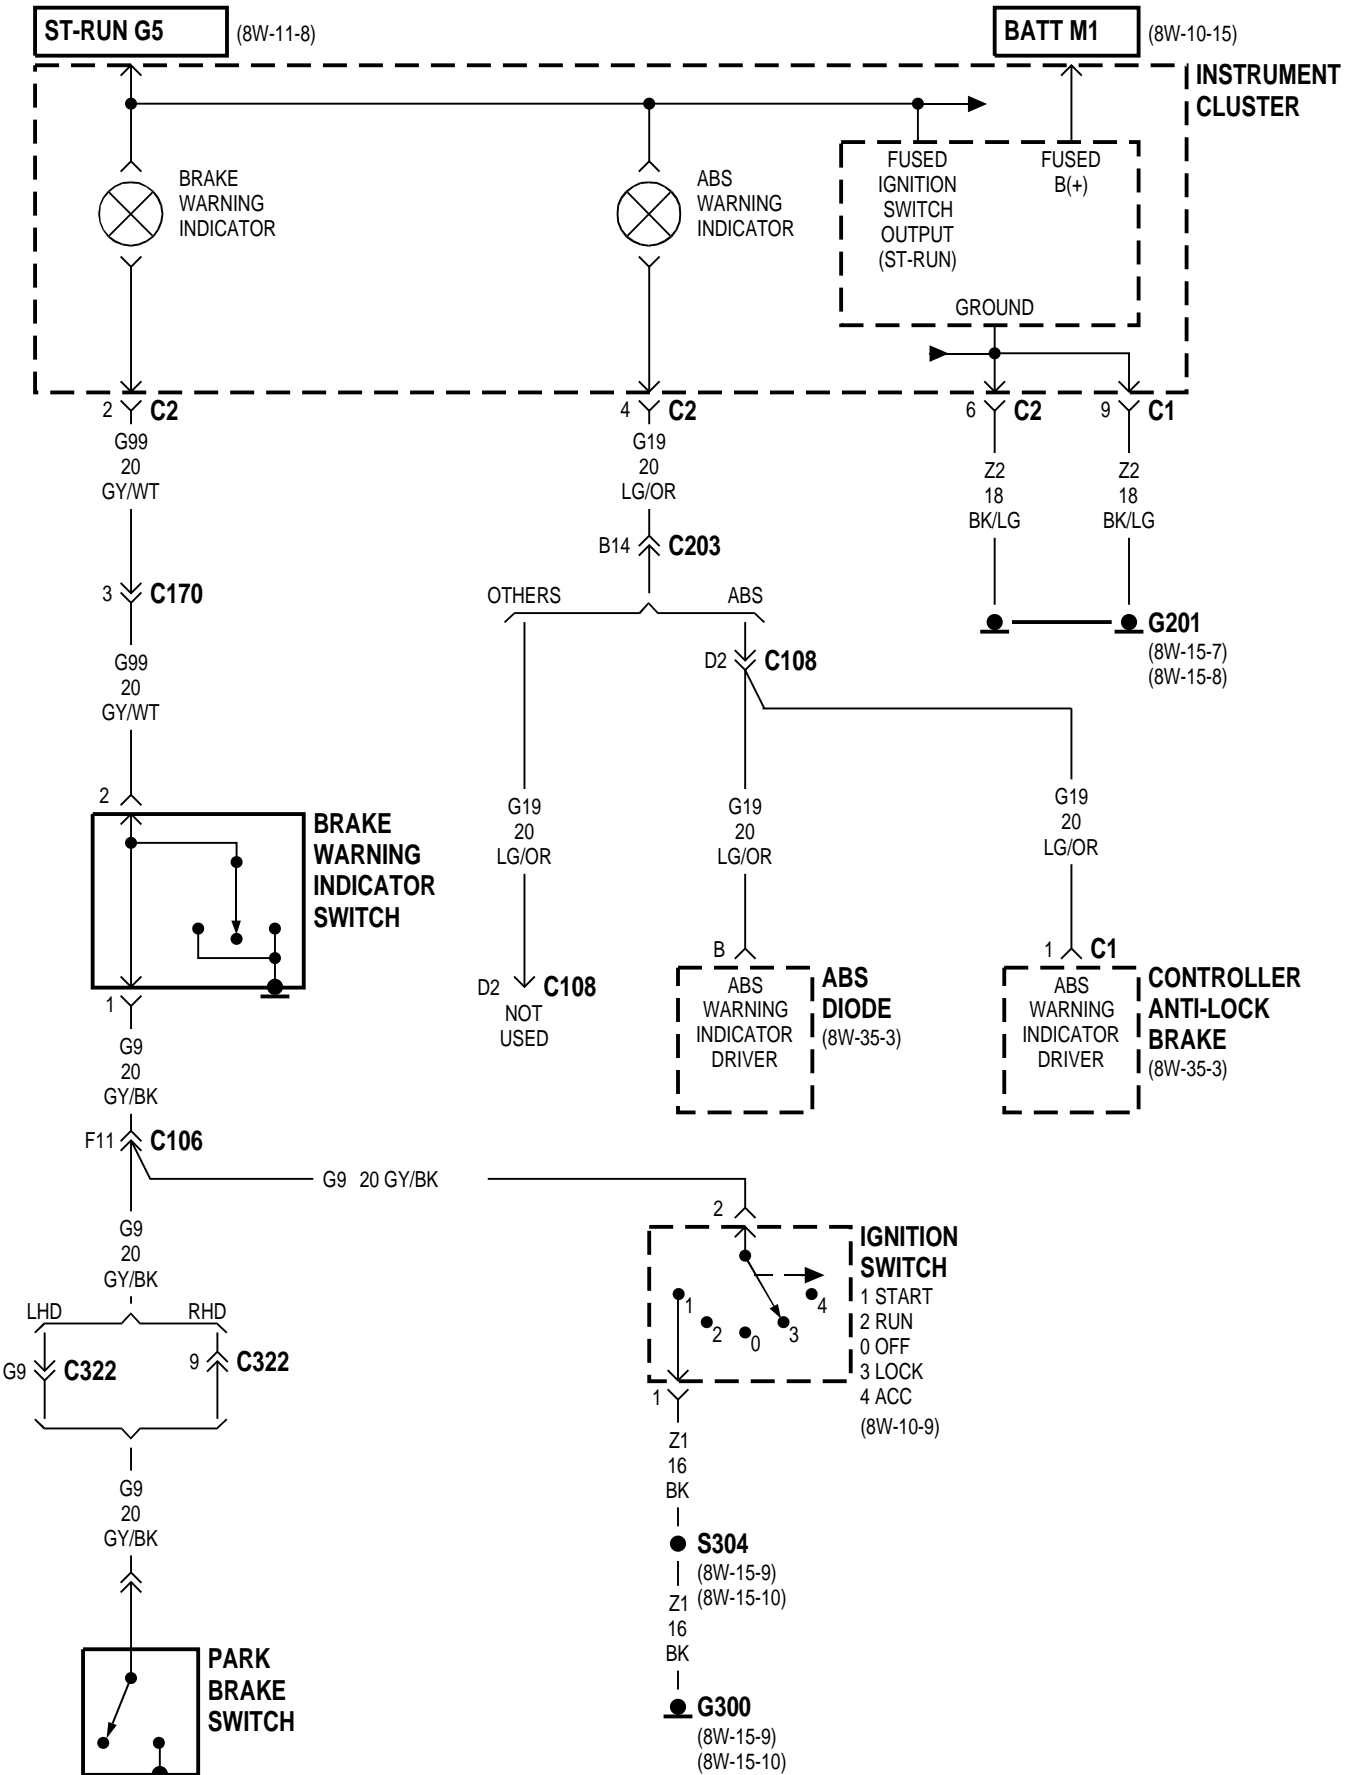 ST-RUN G5 (8W-11-8)
BATT M1 (8W-10-15)
INSTRUMENT
CLUSTER
BRAKE
WARNING
INDICATOR
ABS
WARNING
INDICATOR
FUSED
IGNITION
SWITCH
OUTPUT
(ST-RUN)
FUSED
B(+)
GROUND
2 C2
4 C2
6 C2
9 C1
G99
20
GY/WT
G19
20
LG/OR
Z2
18
BK/LG
Z2
18
BK/LG
B14 C203
3 C170
OTHERS
ABS
G201
(8W-15-7)
(8W-15-8)
G99
20
GY/WT
D2 C108
2
BRAKE
WARNING
INDICATOR
SWITCH
G19
20
LG/OR
G19
20
LG/OR
G19
20
LG/OR
1
D2 C108
NOT
USED
B
ABS
WARNING
INDICATOR
DRIVER
ABS
DIODE
(8W-35-3)
1 C1
ABS
WARNING
INDICATOR
DRIVER
CONTROLLER
ANTI-LOCK
BRAKE
(8W-35-3)
G9
20
GY/BK
F11 C106
G9 20 GY/BK
G9
20
GY/BK
2
IGNITION
SWITCH
1 START
2 RUN
0 OFF
3 LOCK
4 ACC
(8W-10-9)
1
2
0
3
4
LHD
RHD
G9 C322
9 C322
1
Z1
16
BK
G9
20
GY/BK
S304
(8W-15-9)
(8W-15-10)
Z1
16
BK
PARK
BRAKE
SWITCH
G300
(8W-15-9)
(8W-15-10)